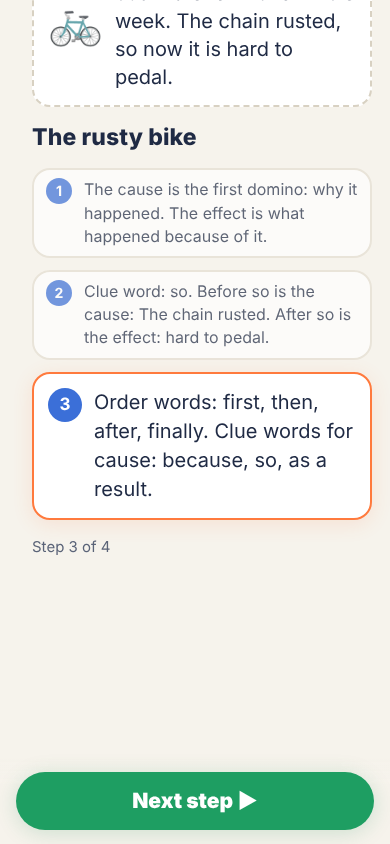 week. The chain rusted,
so now it is hard to
pedal.
The rusty bike
1
The cause is the first domino: why it
happened. The effect is what
happened because of it.
2
Clue word: so. Before so is the
cause: The chain rusted. After so is
the effect: hard to pedal.
3
Order words: first, then,
after, finally. Clue words for
cause: because, so, as a
result.
Step 3 of 4
Next step ▶